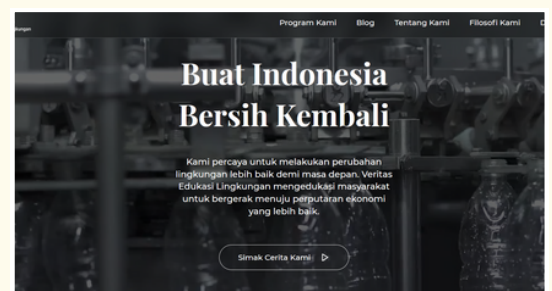 Program Kami Blog Tentang Kami Filosofi Kami
Buat Indonesia
Bersih Kembali
Kami percaya untuk melakukan perubahan
lingkungan lebih baik demi masa depan. Veritas
Edukasi Lingkungan mengedukasi masyarakat
untuk bergerak menuju perputaran ekonomi
yang lebih baik.
Simak Cerita Kami